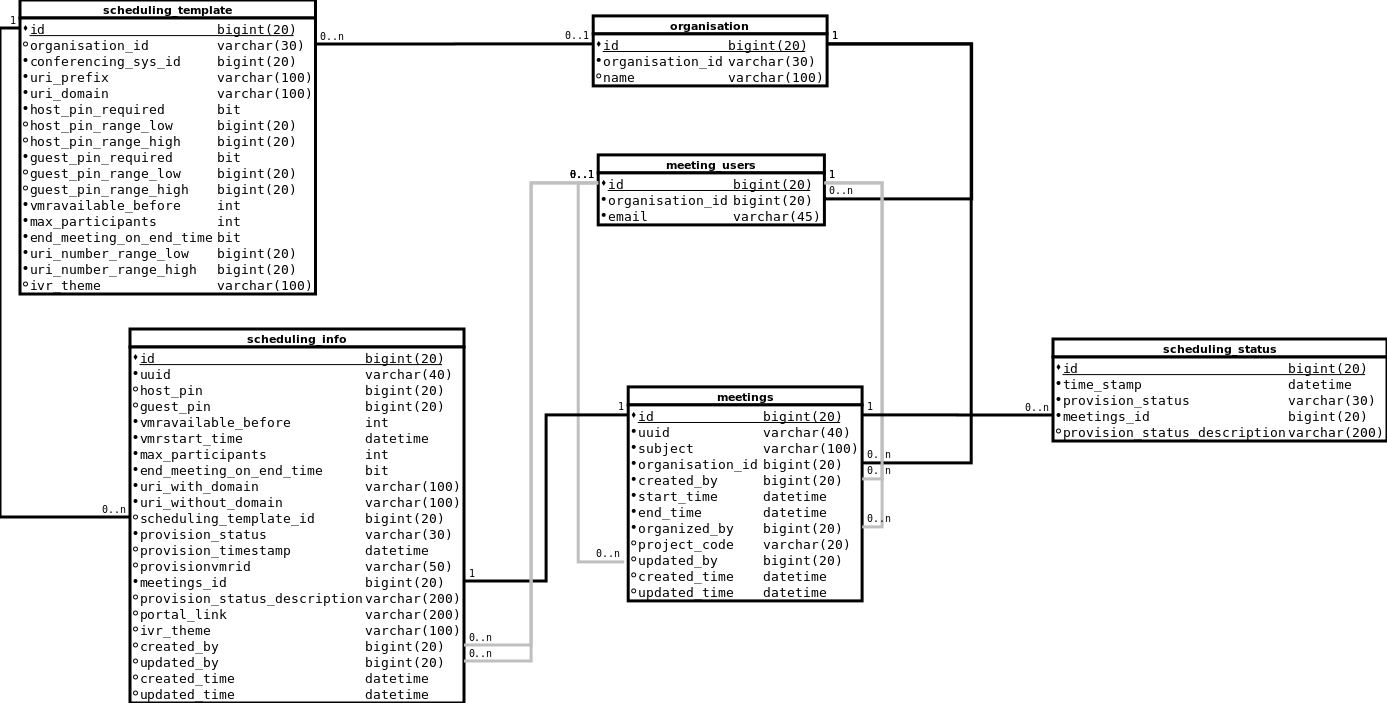 scheduling_template
id bigint(20)
organisation_id varchar(30)
conferencing_sys_id bigint(20)
uri_prefix varchar(100)
uri_domain varchar(100)
host_pin_required bit
host_pin_range_low bigint(20)
host_pin_range_high bigint(20)
guest_pin_required bit
guest_pin_range_low bigint(20)
guest_pin_range_high bigint(20)
vmravailable_before int
max_participants int
end_meeting_on_end_time bit
uri_number_range_low bigint(20)
uri_number_range_high bigint(20)
ivr_theme varchar(100)
1
0..n
0..1
organisation
id bigint(20)
organisation_id varchar(30)
name varchar(100)
1
0..1
meeting_users
id bigint(20)
organisation_id bigint(20)
email varchar(45)
1
0..n
scheduling_info
id bigint(20)
uuid varchar(40)
host_pin bigint(20)
guest_pin bigint(20)
vmravailable_before int
vmrstart_time datetime
max_participants int
end_meeting_on_end_time bit
uri_with_domain varchar(100)
uri_without_domain varchar(100)
scheduling_template_id bigint(20)
provision_status varchar(30)
provision_timestamp datetime
provisionvmrid varchar(50)
meetings_id bigint(20)
provision_status_description varchar(200)
portal_link varchar(200)
ivr_theme varchar(100)
created_by bigint(20)
updated_by bigint(20)
created_time datetime
updated_time datetime
0..n
1
0..n
0..n
meetings
id bigint(20)
uuid varchar(40)
subject varchar(100)
organisation_id bigint(20)
created_by bigint(20)
start_time datetime
end_time datetime
organized_by bigint(20)
project_code varchar(20)
updated_by bigint(20)
created_time datetime
updated_time datetime
1
0..n
1
0..n
0..n
0..n
0..n
scheduling_status
id bigint(20)
time_stamp datetime
provision_status varchar(30)
meetings_id bigint(20)
provision_status_description varchar(200)